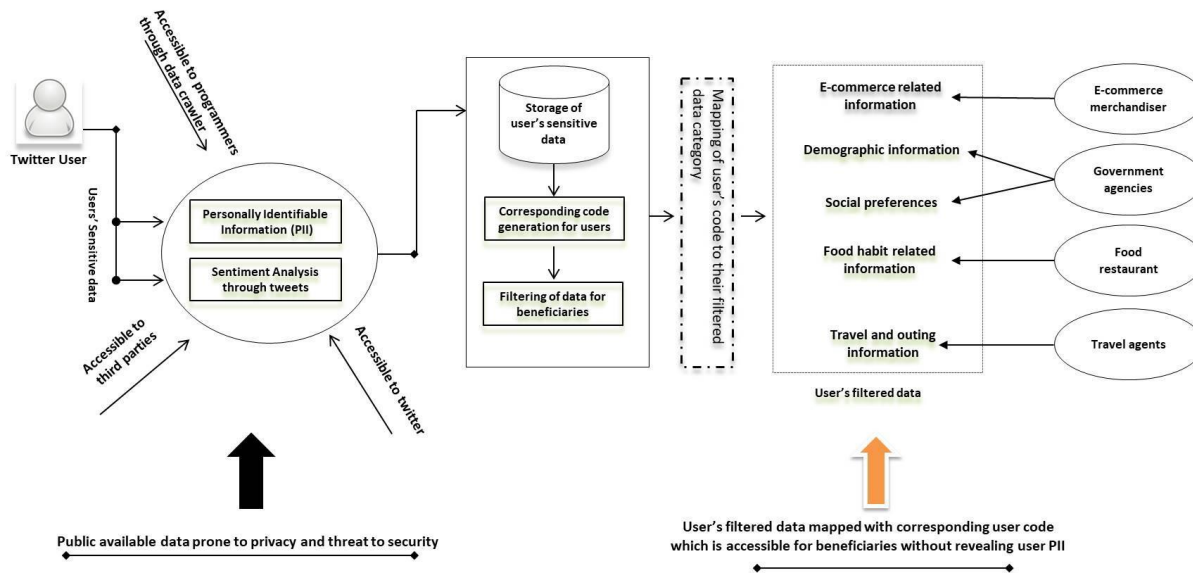 Twitter User
Users' Sensitive data
Accessible to programmers
through data crawler
Personally Identifiable
Information (PII)
Sentiment Analysis
through tweets
Accessible to
third parties
Accessible to twitter
Public available data prone to privacy and threat to security
Storage of
user's sensitive
data
Corresponding code
generation for users
Filtering of data for
beneficiaries
Mapping of user's code to their filtered
data category
E-commerce related
information
Demographic information
Social preferences
Food habit related
information
Travel and outing
information
User's filtered data
E-commerce
merchandiser
Government
agencies
Food
restaurant
Travel agents
User's filtered data mapped with corresponding user code
which is accessible for beneficiaries without revealing user PII